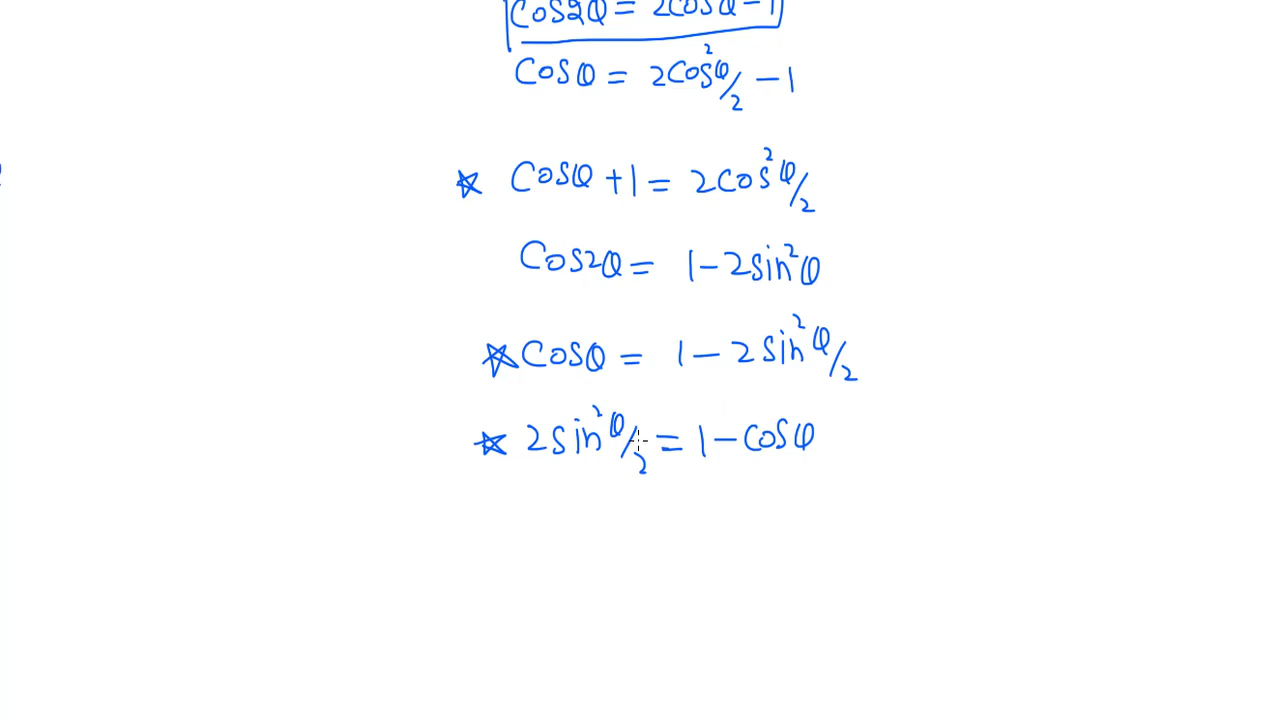 cos2θ = 2cosθ - 1
cosθ = 2cos²θ/2 - 1
☆ cosθ + 1 = 2cos²θ/2
cos2θ = 1 - 2sin²θ
☆ cosθ = 1 - 2sin²θ/2
☆ 2sin²θ/2 = 1 - cosθ